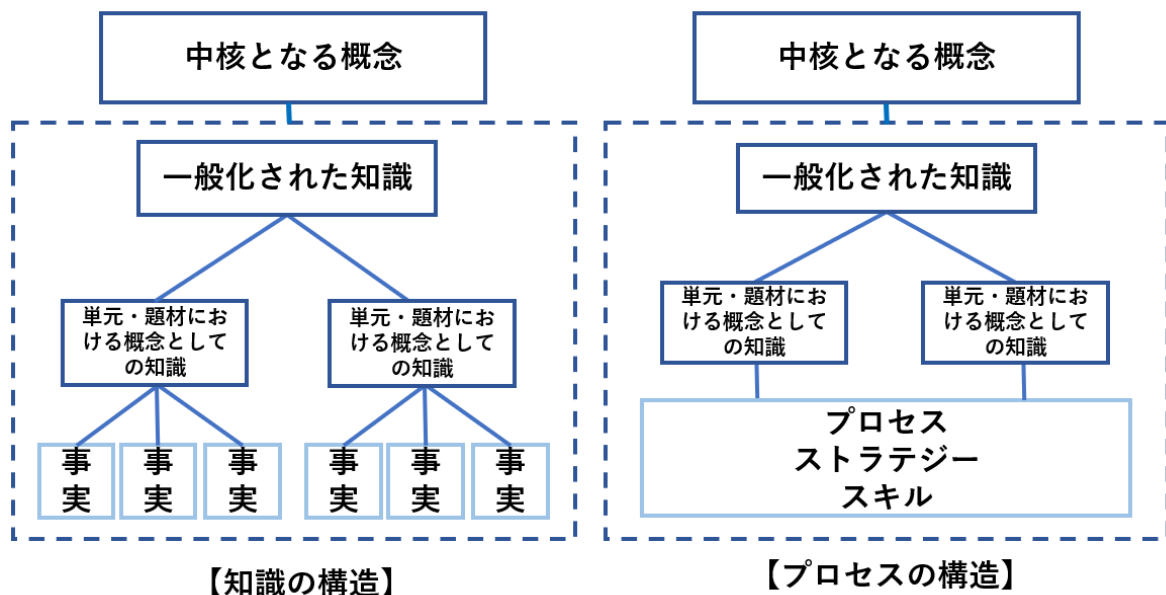 中核となる概念
一般化された知識
単元・題材にお
ける概念として
の知識
単元・題材にお
ける概念として
の知識
事
実
事
実
事
実
事
実
事
実
事
実
【知識の構造】
中核となる概念
一般化された知識
単元・題材にお
ける概念として
の知識
単元・題材にお
ける概念として
の知識
プロセス
ストラテジー
スキル
【プロセスの構造】